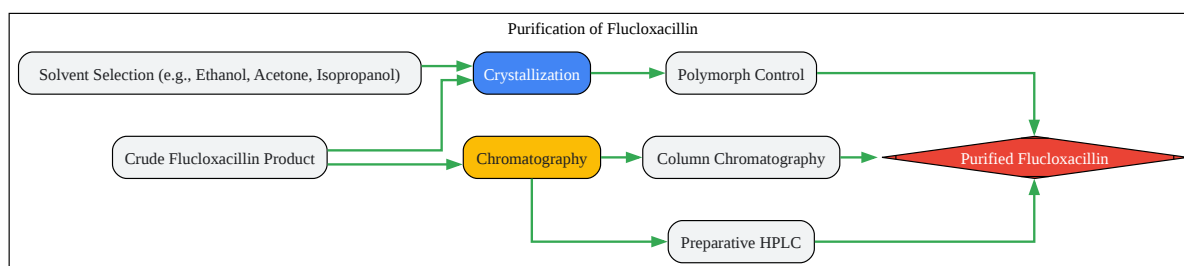 Purification of Flucloxacillin
Solvent Selection (e.g., Ethanol, Acetone, Isopropanol)
Crystallization
Polymorph Control
Crude Flucloxacillin Product
Chromatography
Column Chromatography
Purified Flucloxacillin
Preparative HPLC